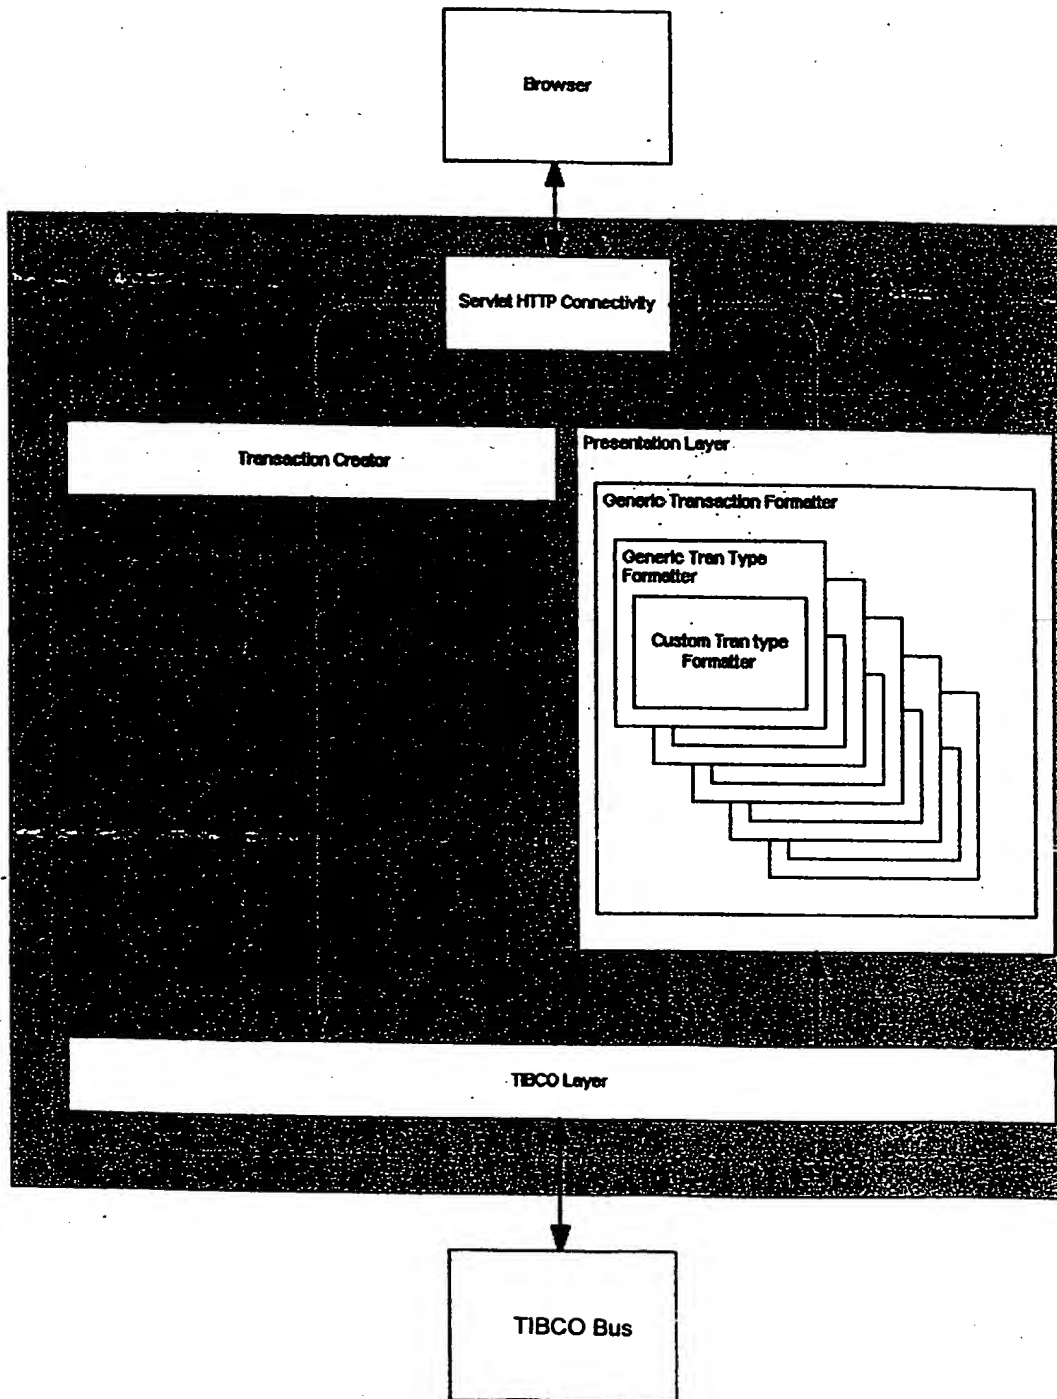 Browser
Servlet HTTP Connectivity
Transaction Creator
Presentation Layer
Generic Transaction Formatter
Generic Tran Type
Formatter
Custom Tran type
Formatter
TIBCO Layer
TIBCO Bus